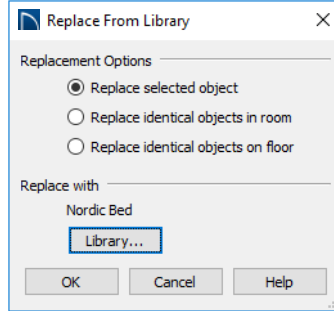 Replace From Library
Replacement Options
Replace selected object
Replace identical objects in room
Replace identical objects on floor
Replace with
Nordic Bed
Library...
OK Cancel Help